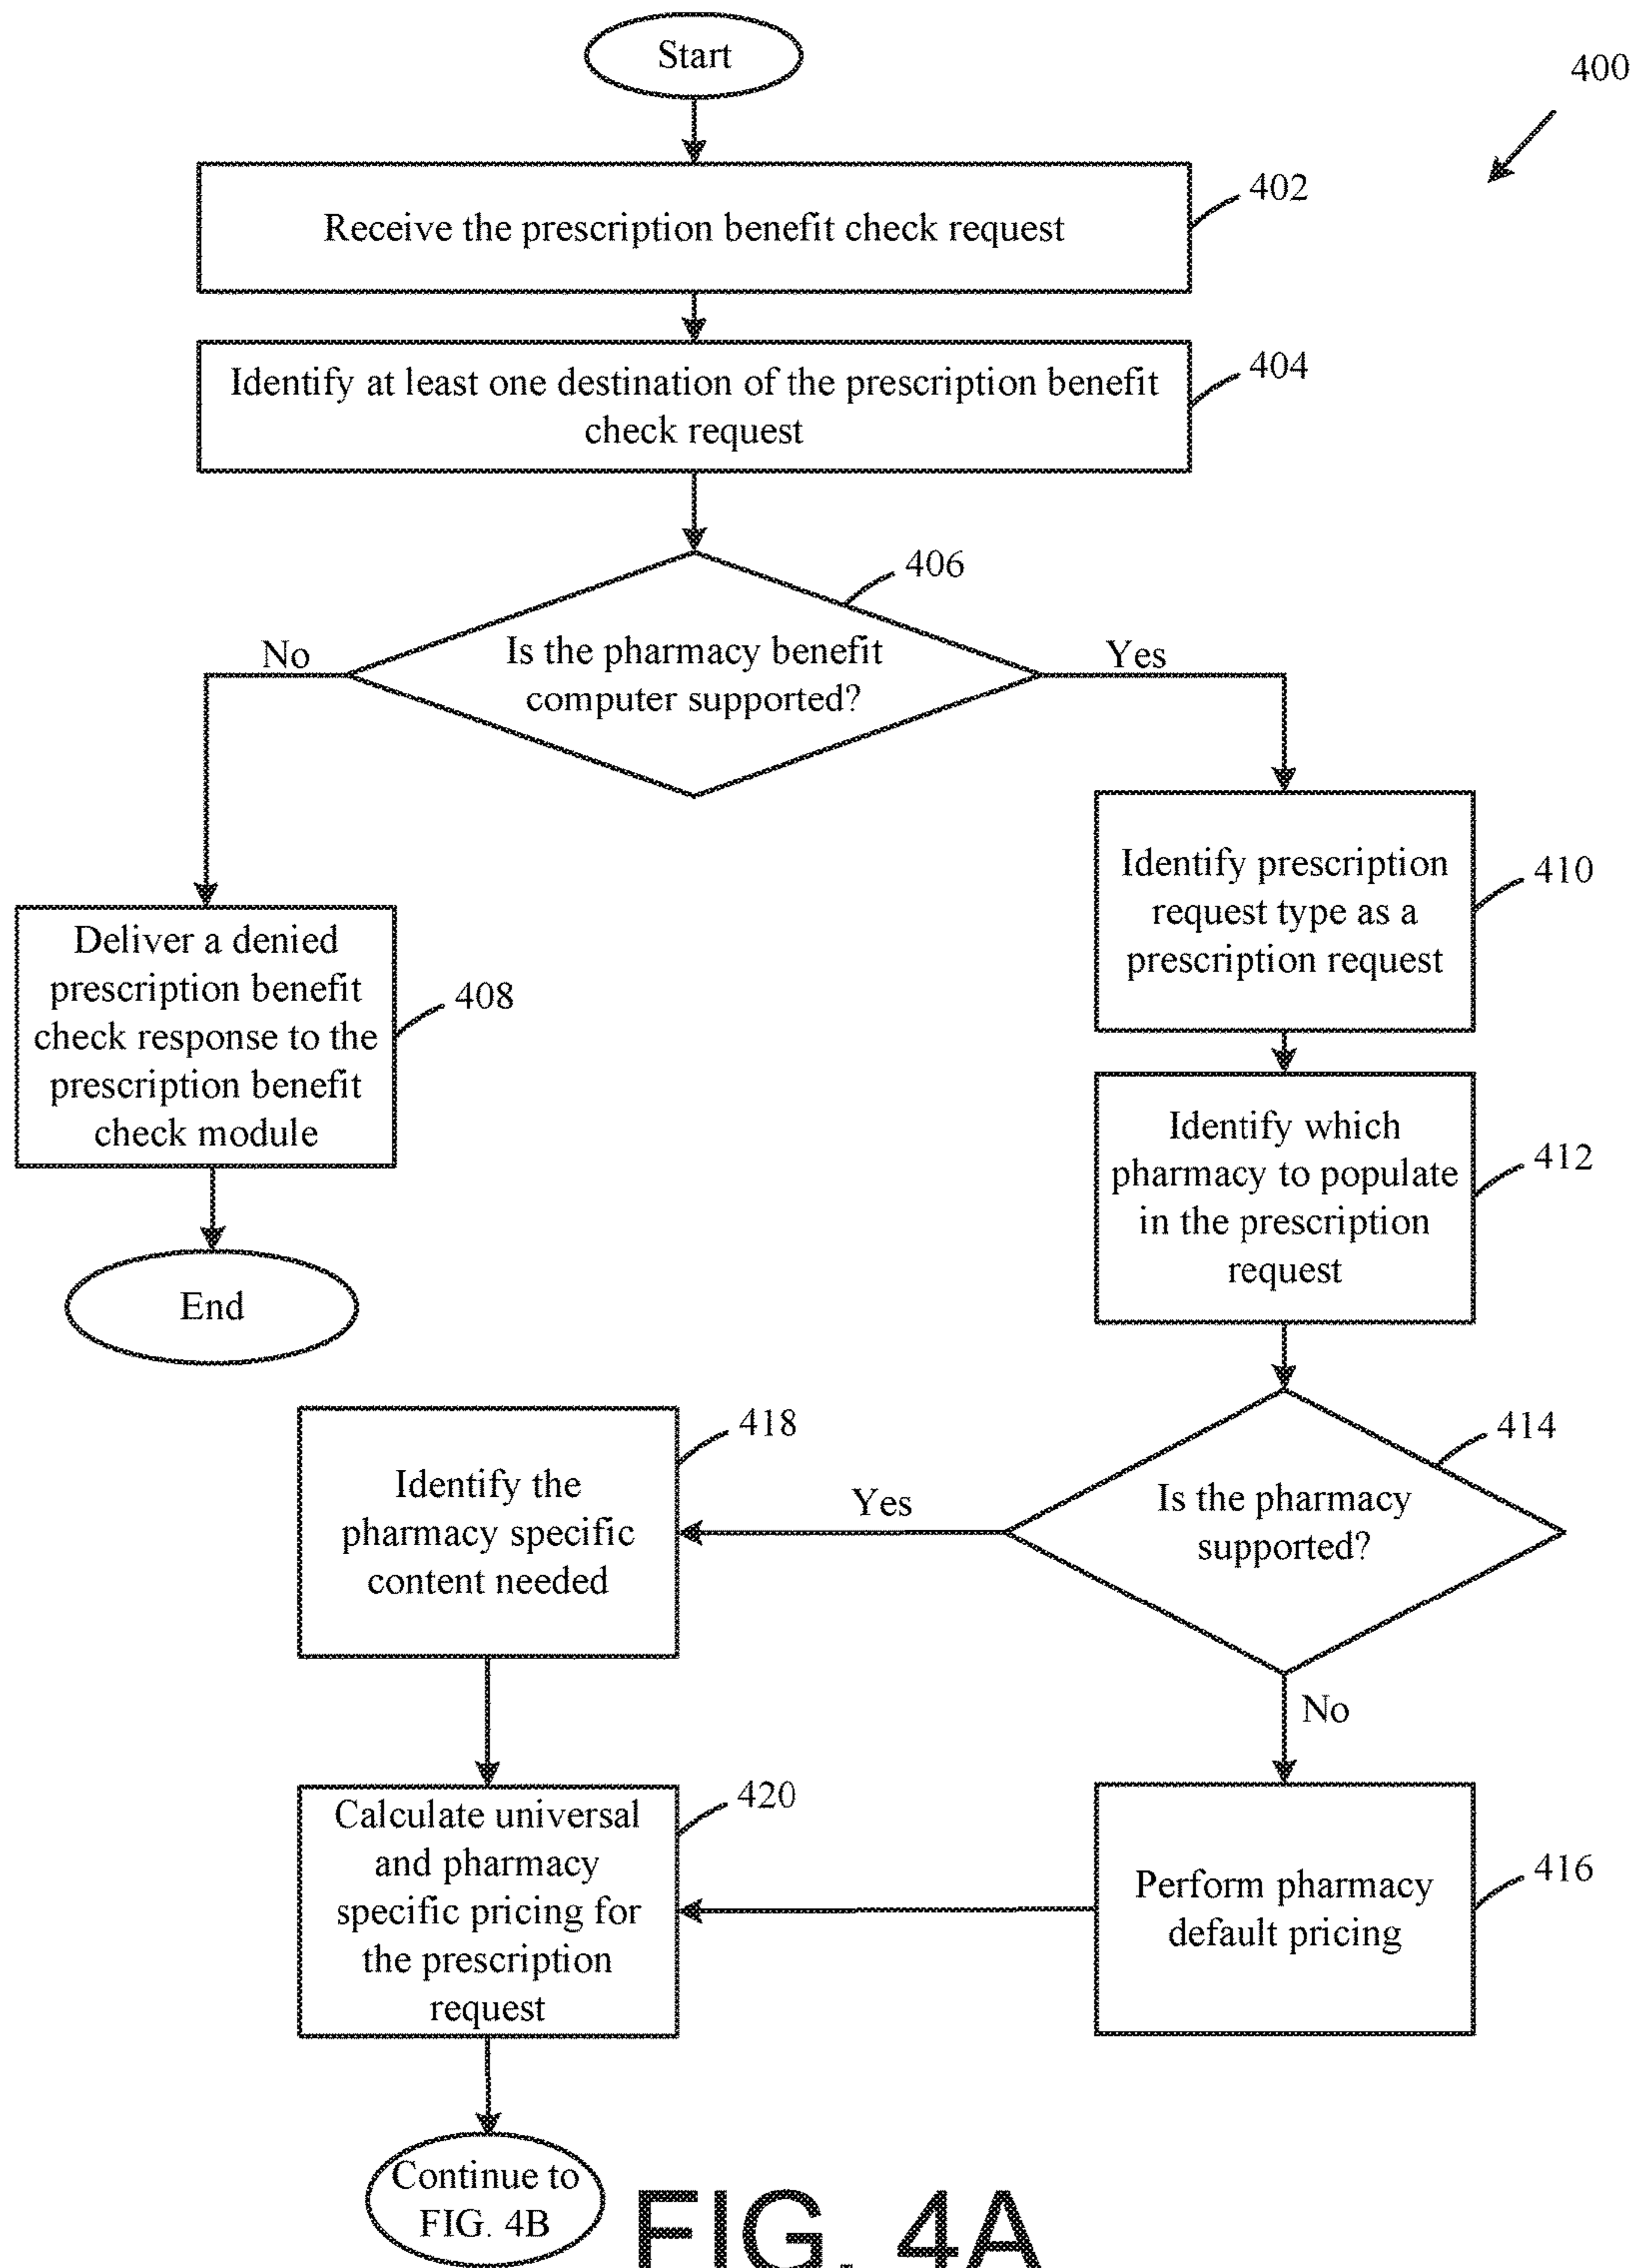 Start
400
Receive the prescription benefit check request
402
Identify at least one destination of the prescription benefit
check request
404
406
Is the pharmacy benefit
computer supported?
No
Yes
Identify prescription
request type as a
prescription request
410
Deliver a denied
prescription benefit
check response to the
prescription benefit
check module
408
Identify which
pharmacy to populate
in the prescription
request
412
End
414
Is the pharmacy
supported?
Yes
No
418
Identify the
pharmacy specific
content needed
420
Calculate universal
and pharmacy
specific pricing for
the prescription
request
Perform pharmacy
default pricing
416
Continue to
FIG. 4B
FIG. 4A